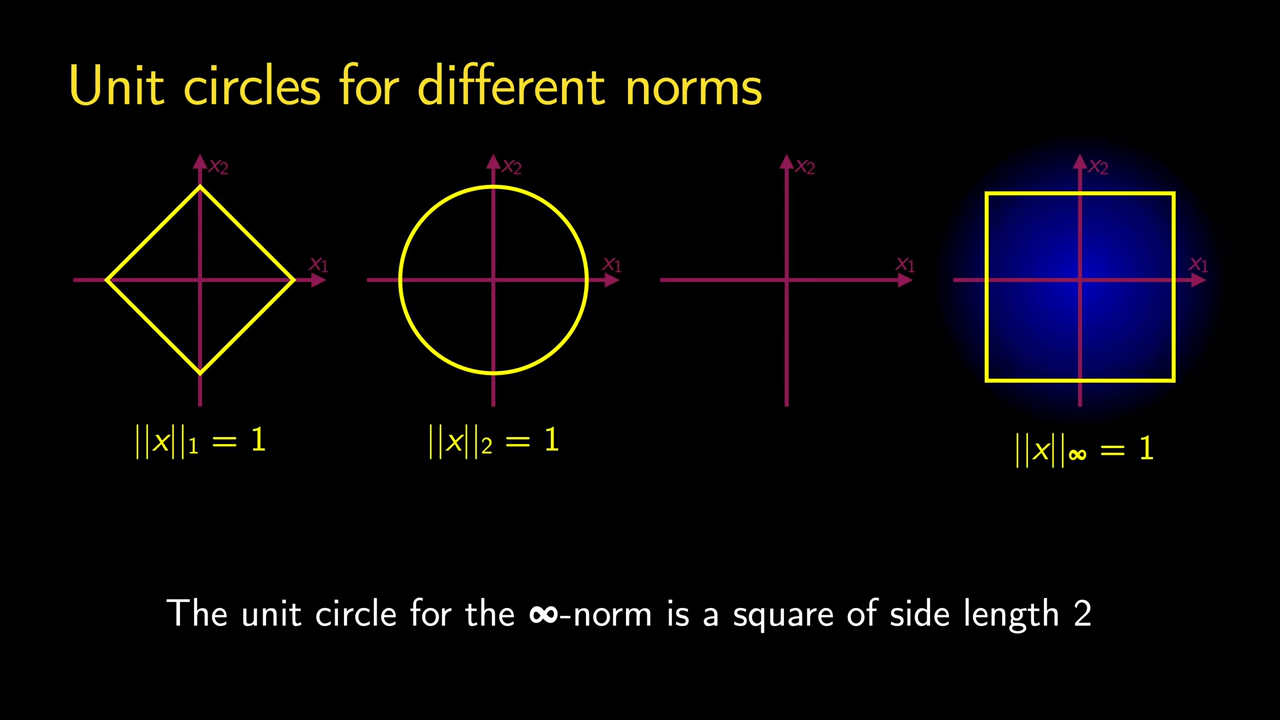 Unit circles for different norms
x₂ x₂ x₂ x₂
x₁ x₁ x₁ x₁
||x||₁ = 1
||x||₂ = 1
||x||∞ = 1
The unit circle for the ∞-norm is a square of side length 2